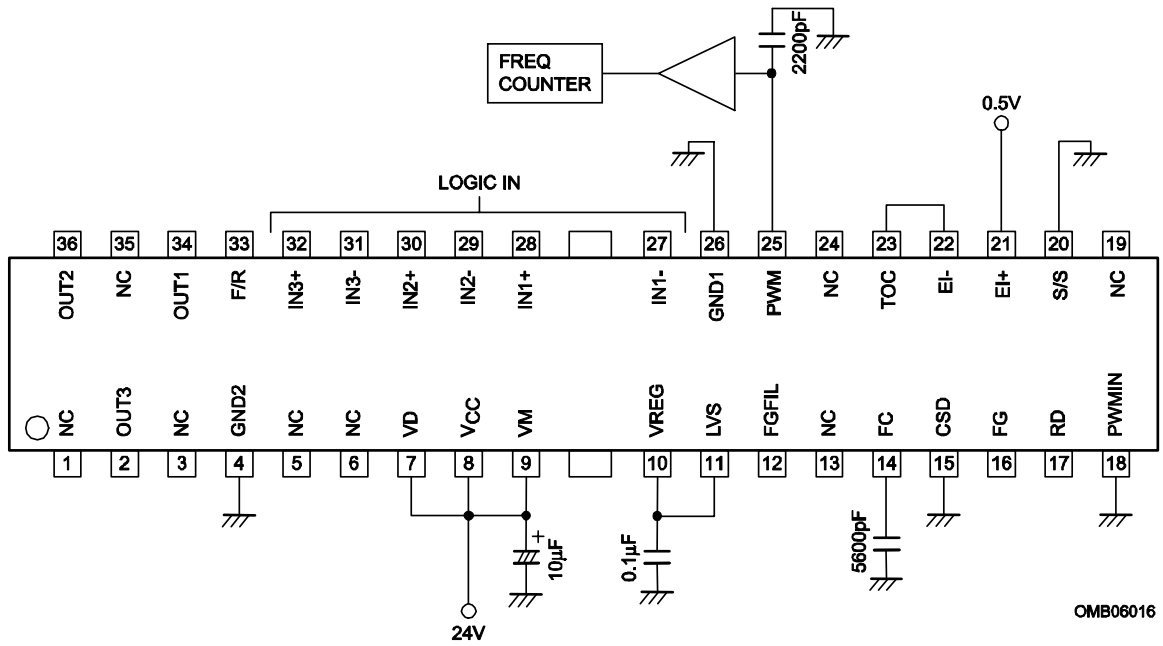 FREQ
COUNTER
2200pF
0.5V
LOGIC IN
36 35 34 33 32 31 30 29 28 27 26 25 24 23 22 21 20 19
OUT2 NC OUT1 F/R IN3+ IN3- IN2+ IN2- IN1+ IN1- GND1 PWM NC TOC EI- EI+ S/S NC
NC OUT3 NC GND2 NC NC VD VCC VM VREG LVS FGFIL NC FC CSD FG RD PWMIN
1 2 3 4 5 6 7 8 9 10 11 12 13 14 15 16 17 18
+
10µF
0.1µF
5600pF
24V
OMB06016